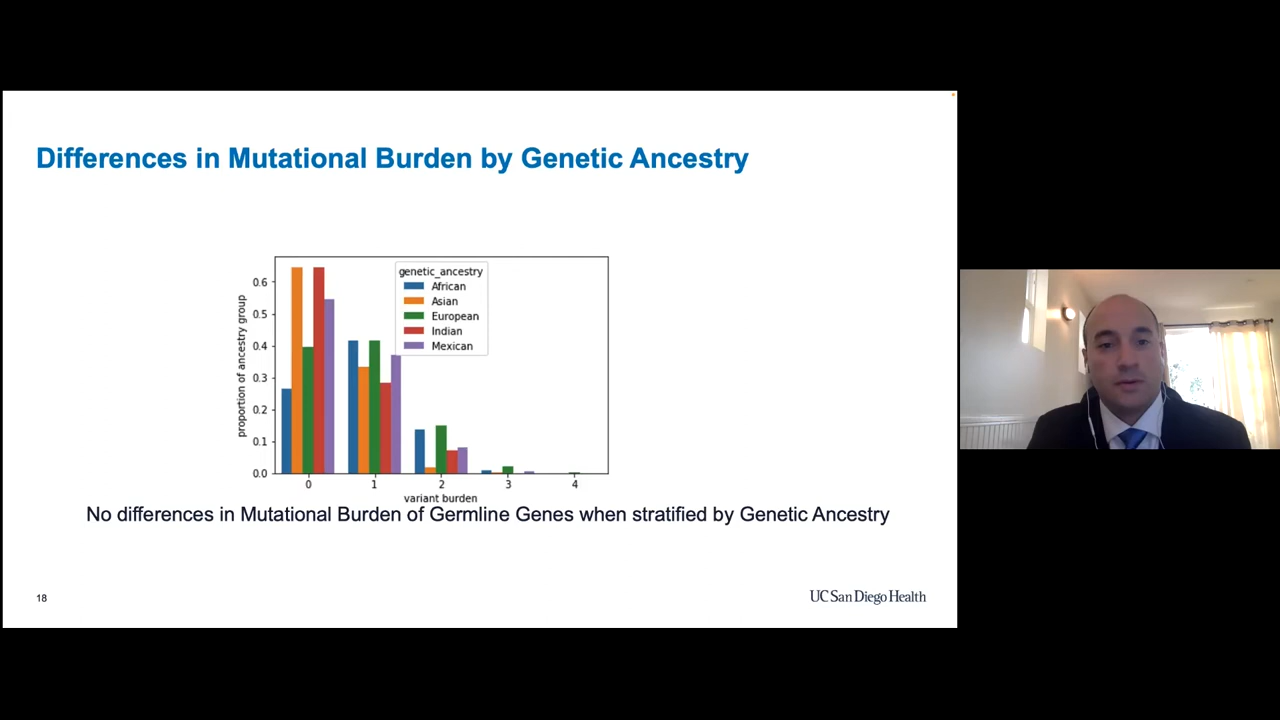 Differences in Mutational Burden by Genetic Ancestry
proportion of ancestry group
0.6
0.5
0.4
0.3
0.2
0.1
0.0
genetic_ancestry
African
Asian
European
Indian
Mexican
0 1 2 3 4
variant burden
No differences in Mutational Burden of Germline Genes when stratified by Genetic Ancestry
18
UC San Diego Health